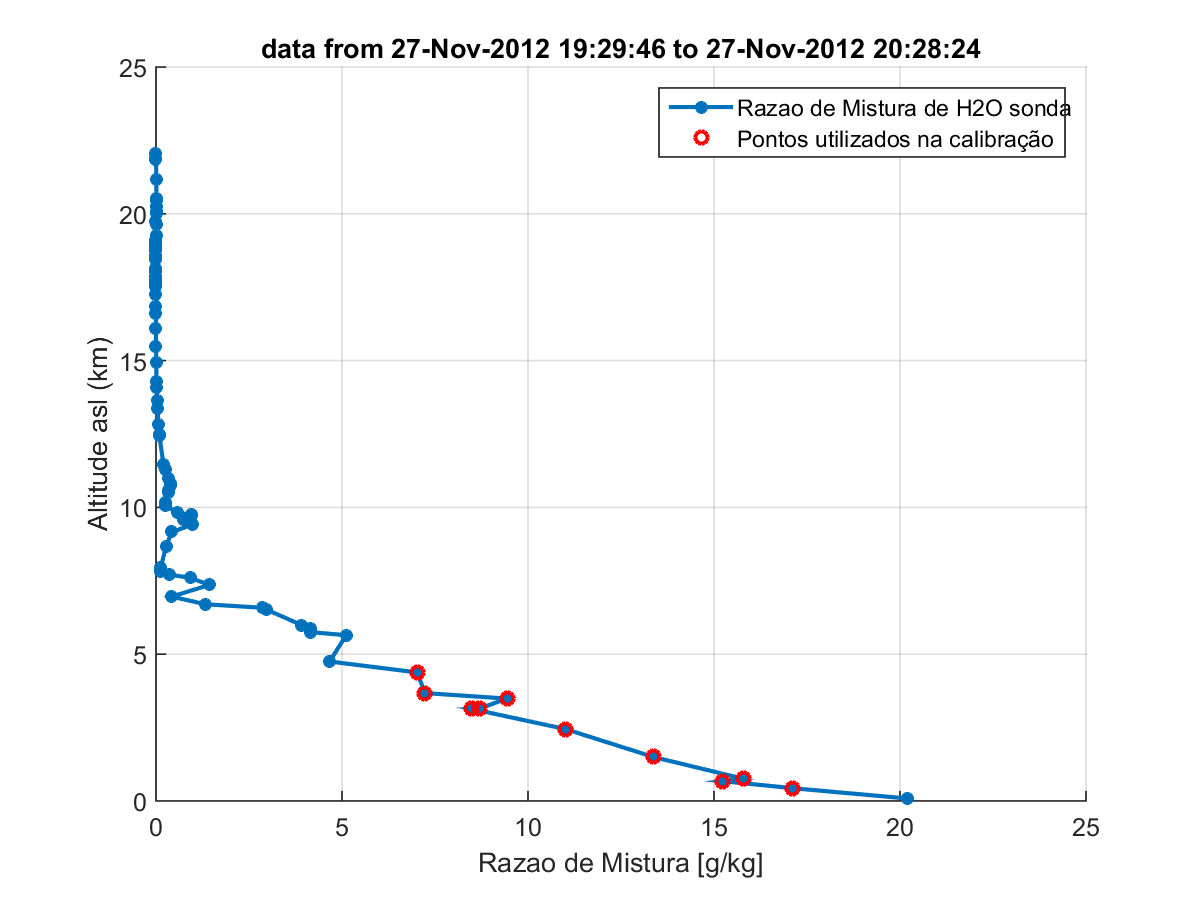 data from 27-Nov-2012 19:29:46 to 27-Nov-2012 20:28:24
Razao de Mistura de H2O sonda
Pontos utilizados na calibração
25
20
15
10
5
0
Altitude asl (km)
0 5 10 15 20 25
Razao de Mistura [g/kg]